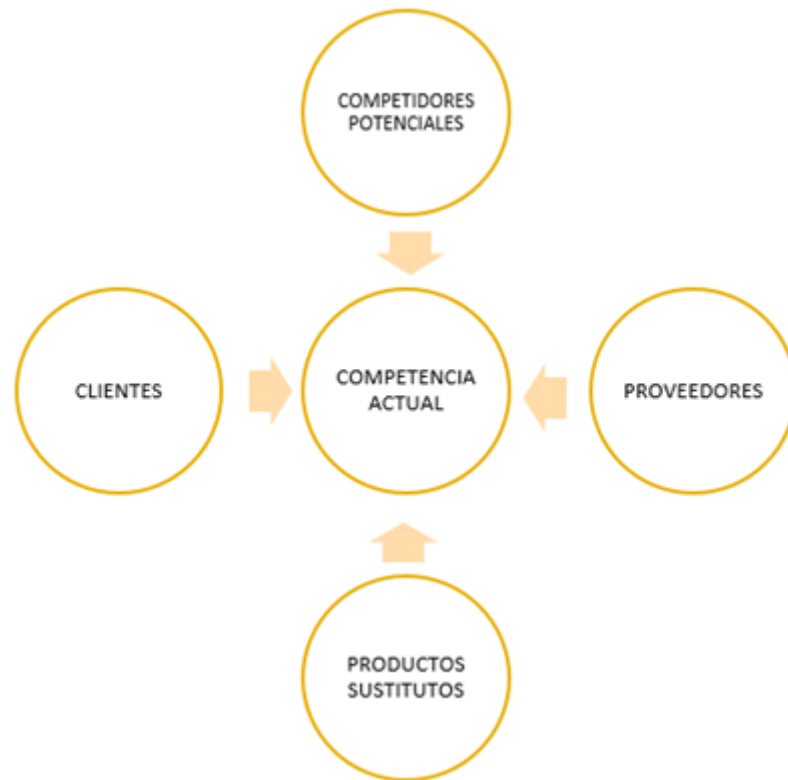 COMPETIDORES
POTENCIALES
CLIENTES
COMPETENCIA
ACTUAL
PROVEEDORES
PRODUCTOS
SUSTITUTOS